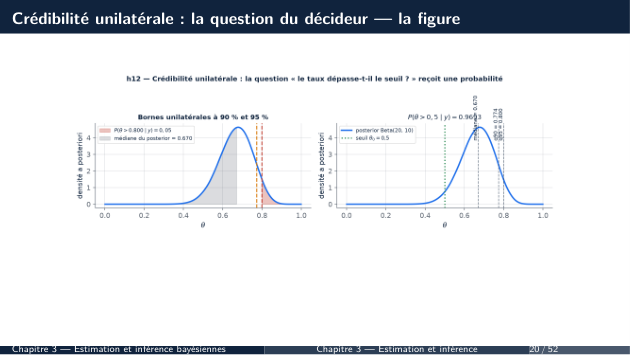 Crédibilité unilatérale : la question du décideur — la figure
h12 — Crédibilité unilatérale : la question « le taux dépasse-t-il le seuil ? » reçoit une probabilité
Bornes unilatérales à 90 % et 95 %
P(θ > 0.800 | y) = 0.05
médiane du posterior = 0.670
densité a posteriori
4
3
2
1
0
0.0 0.2 0.4 0.6 0.8 1.0
θ
P(θ > 0,5 | y) = 0.9693
posterior Beta(20, 10)
seuil θ₀ = 0.5
0.670
0.774
0.800
densité a posteriori
4
3
2
1
0
0.0 0.2 0.4 0.6 0.8 1.0
θ
Chapitre 3 — Estimation et inférence bayésiennes
Chapitre 3 — Estimation et inférence
20 / 52